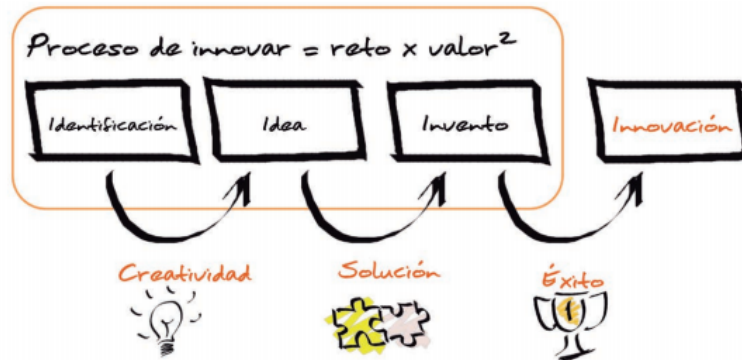 Proceso de innovar = reto x valor²
Identificación
Idea
Invento
Innovación
Creatividad
Solución
Éxito
1